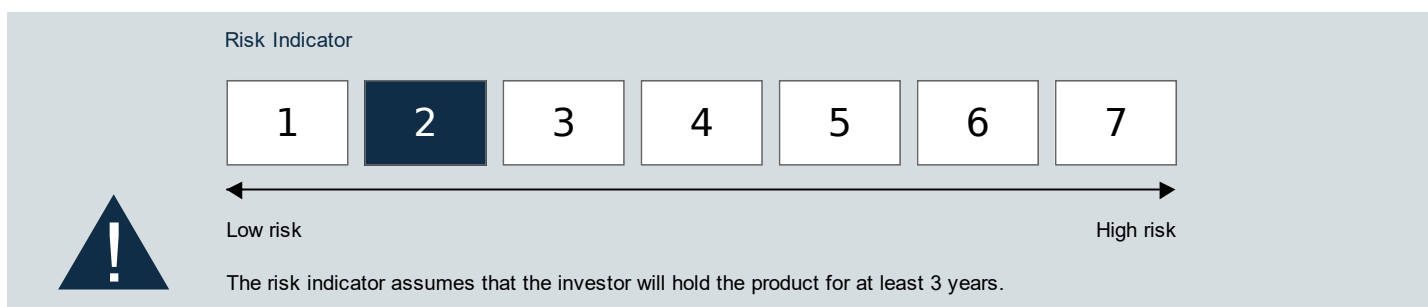 Risk Indicator
1 2 3 4 5 6 7
Low risk High risk
!
The risk indicator assumes that the investor will hold the product for at least 3 years.